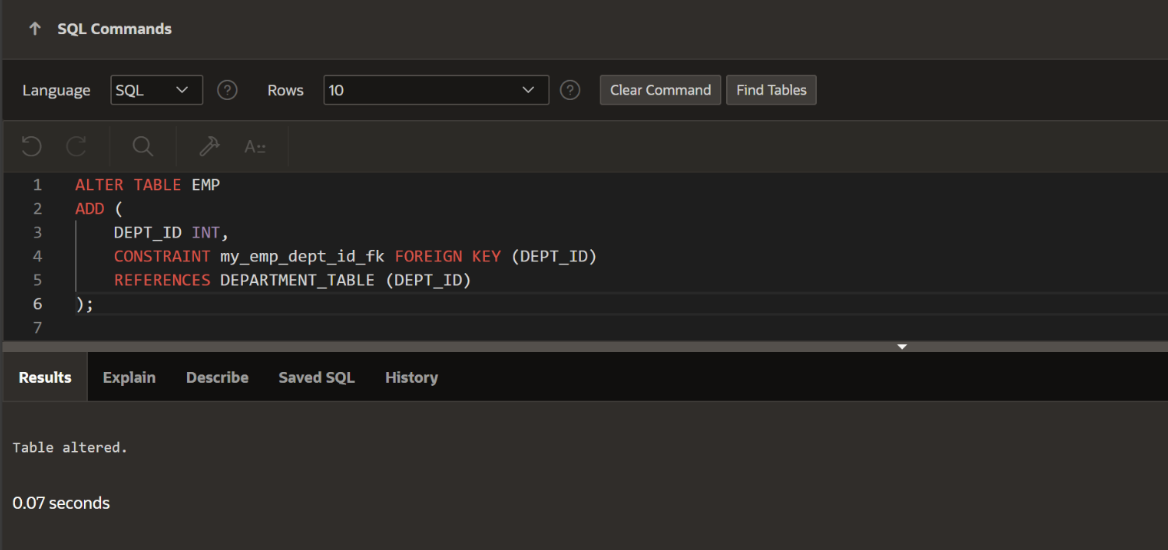 SQL Commands
Language SQL ? Rows 10 ? Clear Command Find Tables
A
1 ALTER TABLE EMP
2 ADD (
3 DEPT_ID INT,
4 CONSTRAINT my_emp_dept_id_fk FOREIGN KEY (DEPT_ID)
5 REFERENCES DEPARTMENT_TABLE (DEPT_ID)
6 );
7
Results Explain Describe Saved SQL History
Table altered.
0.07 seconds